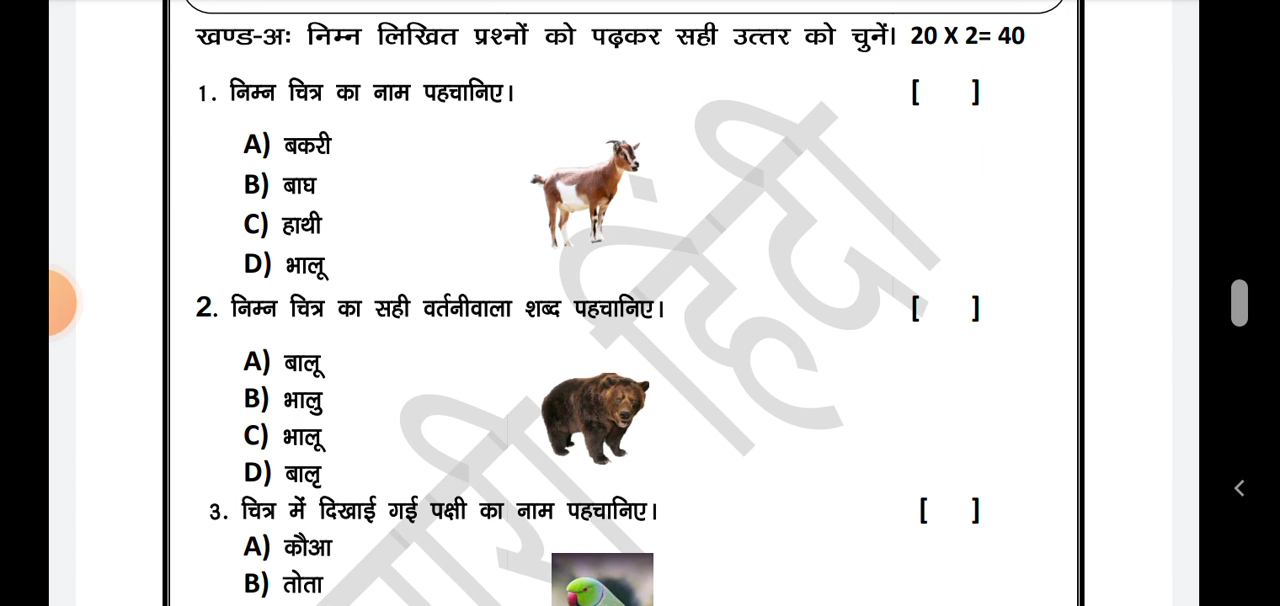 खण्ड-अः निम्न लिखित प्रश्नों को पढ़कर सही उत्तर को चुनें। 20 X 2= 40
1. निम्न चित्र का नाम पहचानिए। [ ]
A) बकरी
B) बाघ
C) हाथी
D) भालू
2. निम्न चित्र का सही वर्तनीवाला शब्द पहचानिए। [ ]
A) बालू
B) भालु
C) भालू
D) बालृ
3. चित्र में दिखाई गई पक्षी का नाम पहचानिए। [ ]
A) कौआ
B) तोता
हिंदी